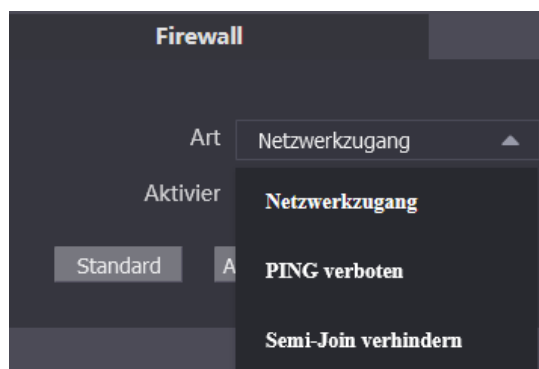 Firewall
Art Netzwerkzugang
Aktivier
Netzwerkzugang
Standard A
PING verboten
Semi-Join verhindern